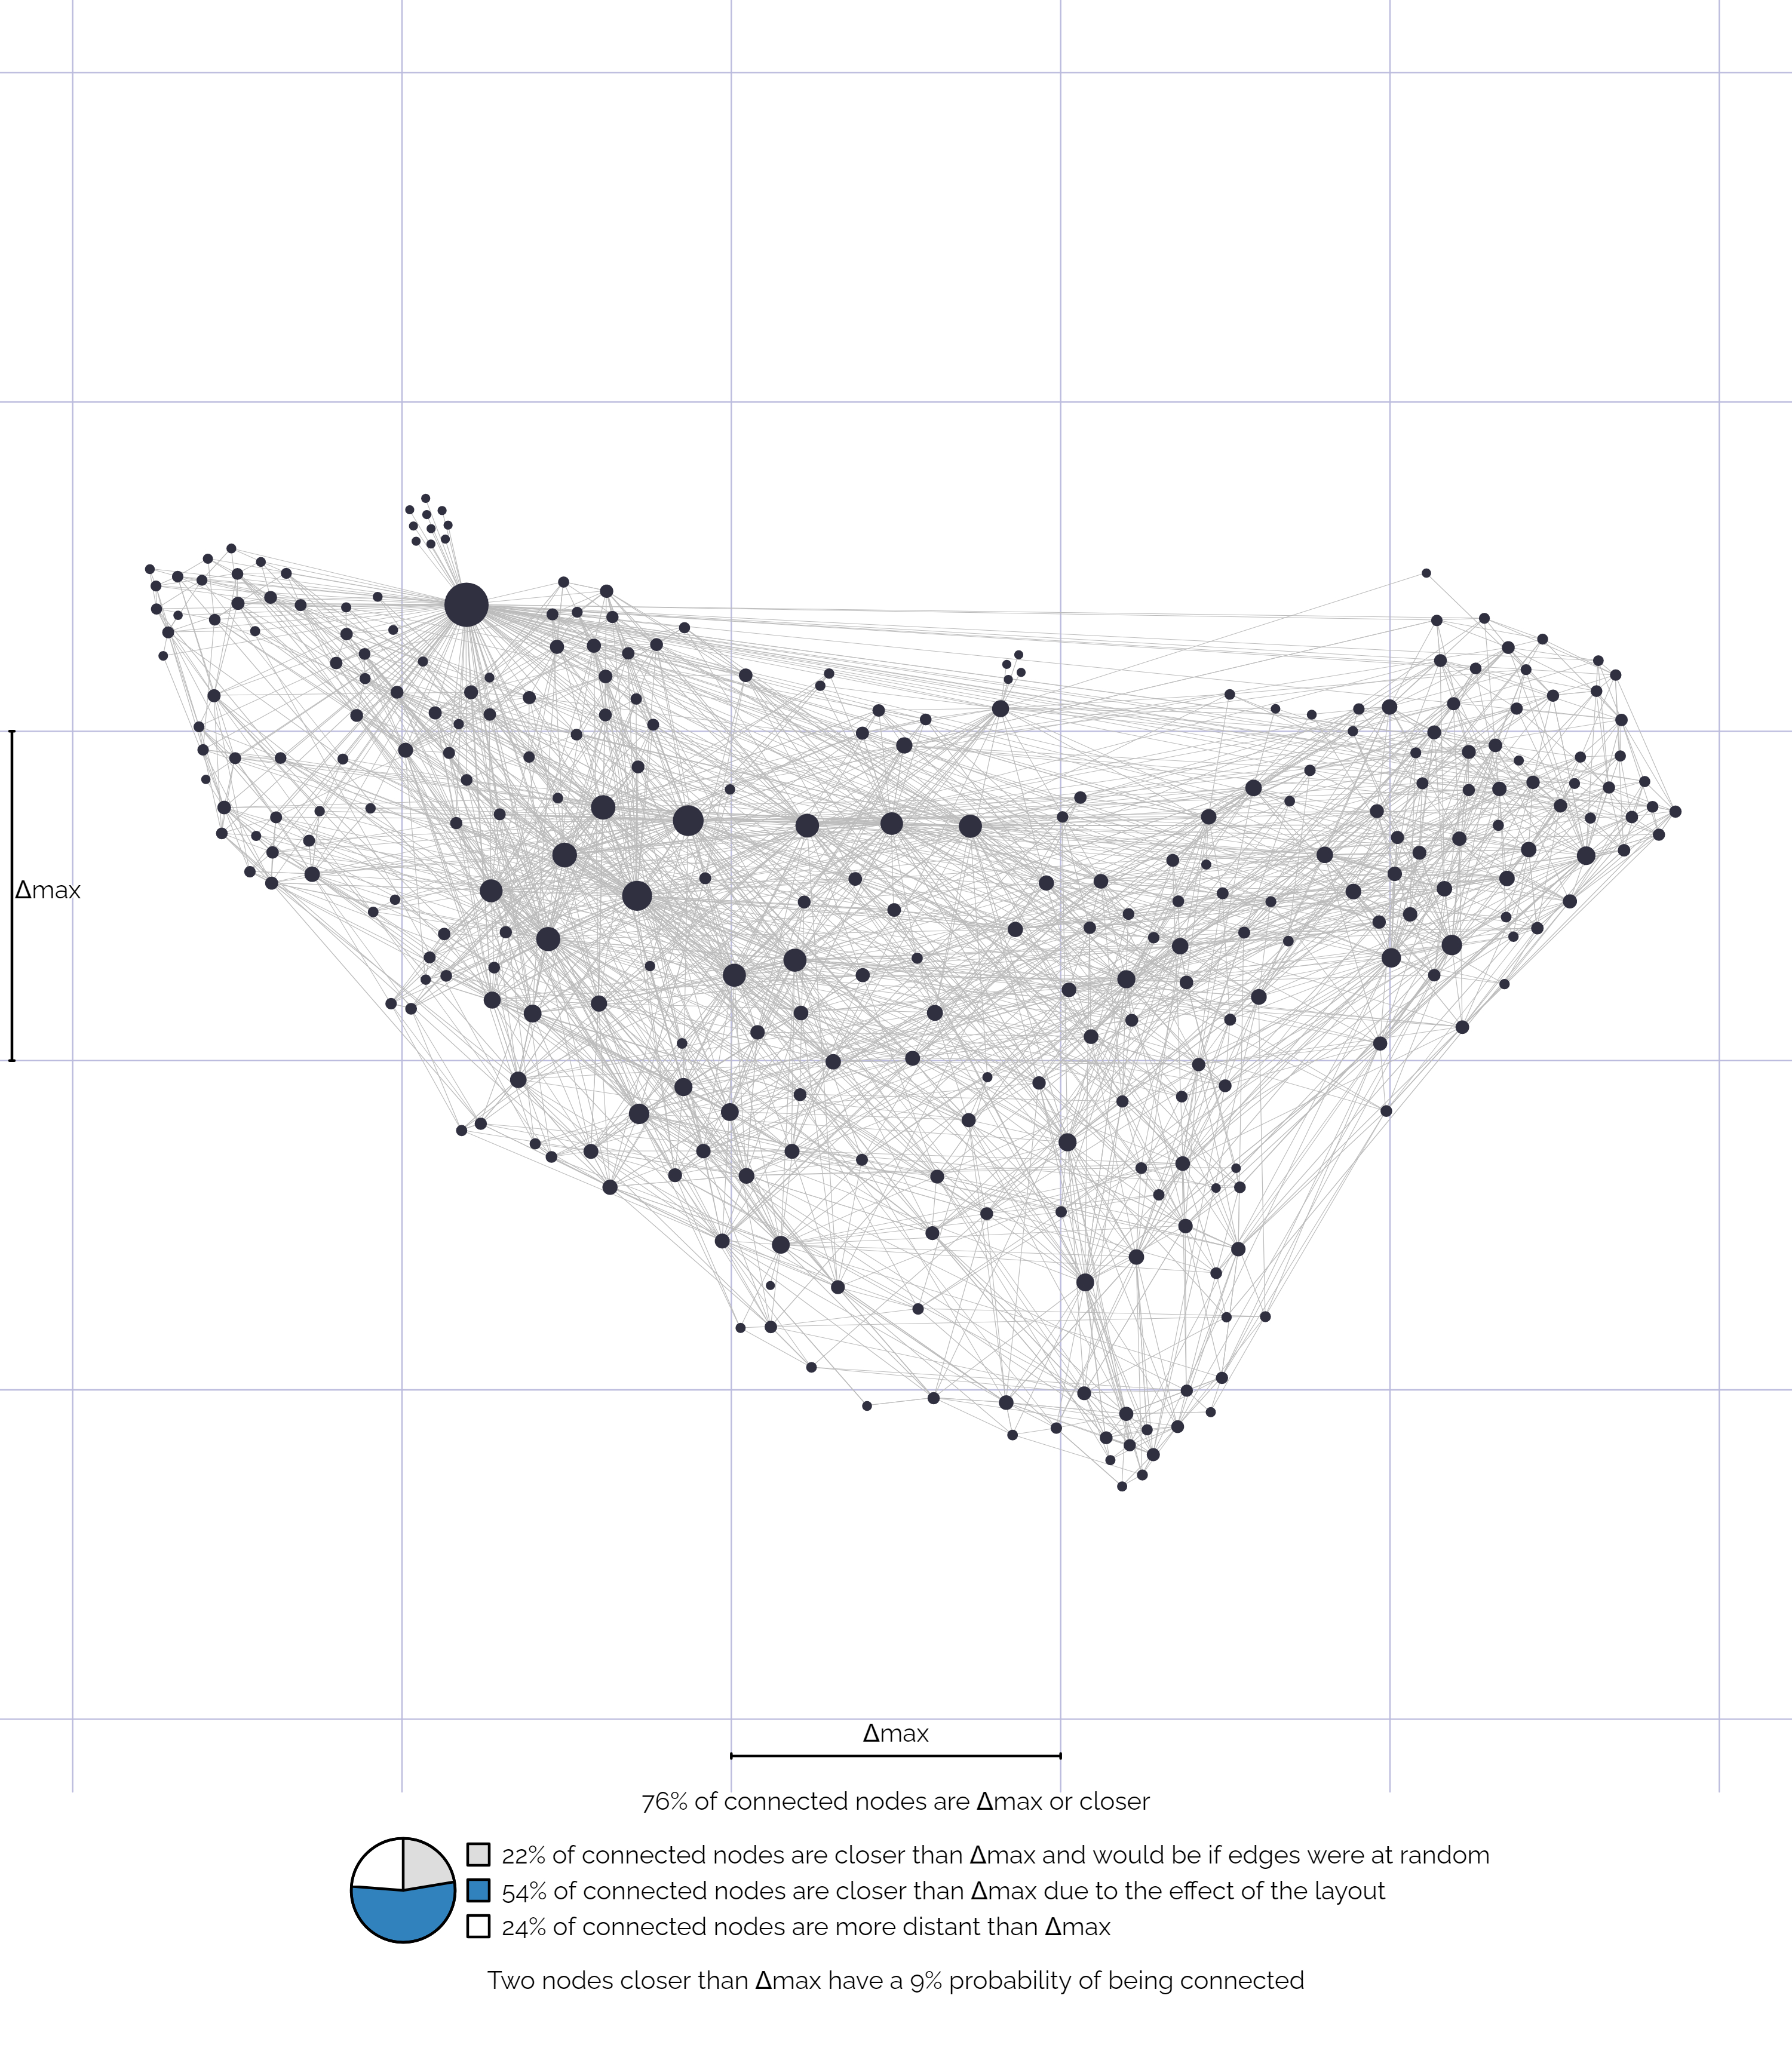 Δmax
Δmax
76% of connected nodes are Δmax or closer
22% of connected nodes are closer than Δmax and would be if edges were at random
54% of connected nodes are closer than Δmax due to the effect of the layout
24% of connected nodes are more distant than Δmax
Two nodes closer than Δmax have a 9% probability of being connected